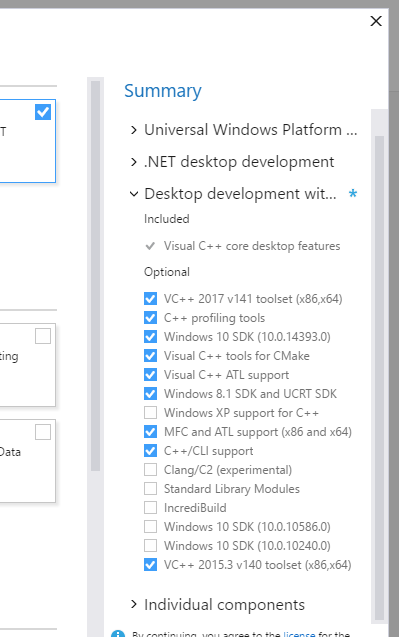 Summary
T
Universal Windows Platform ...
.NET desktop development
Desktop development wit... *
Included
Visual C++ core desktop features
Optional
VC++ 2017 v141 toolset (x86,x64)
C++ profiling tools
Windows 10 SDK (10.0.14393.0)
Visual C++ tools for CMake
ting
Visual C++ ATL support
Windows 8.1 SDK and UCRT SDK
Windows XP support for C++
MFC and ATL support (x86 and x64)
Data
C++/CLI support
Clang/C2 (experimental)
Standard Library Modules
IncrediBuild
Windows 10 SDK (10.0.10586.0)
Windows 10 SDK (10.0.10240.0)
VC++ 2015.3 v140 toolset (x86,x64)
Individual components
By continuing, you agree to the license for the